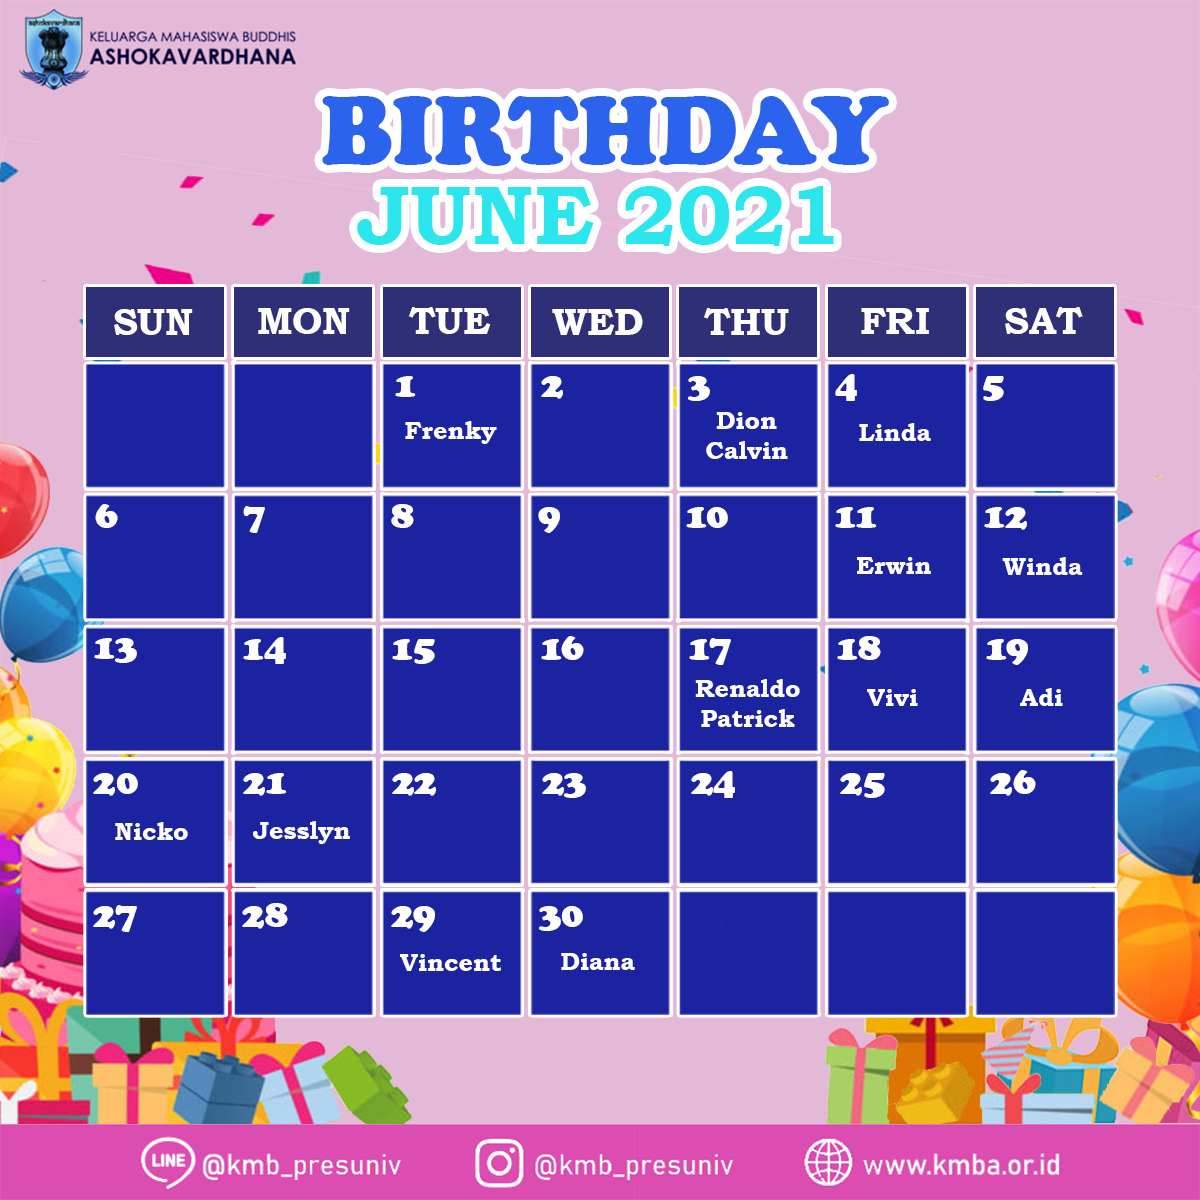 ashokavardhana
KELUARGA MAHASISWA BUDDHIS
ASHOKAVARDHANA
BIRTHDAY
JUNE 2021
SUN MON TUE WED THU FRI SAT
1 2 3 4 5
Frenky Dion Linda
Calvin
6 7 8 9 10 11 12
Erwin Winda
13 14 15 16 17 18 19
Renaldo Vivi Adi
Patrick
20 21 22 23 24 25 26
Nicko Jesslyn
27 28 29 30
Vincent Diana
LINE @kmb_presuniv @kmb_presuniv www.kmba.or.id